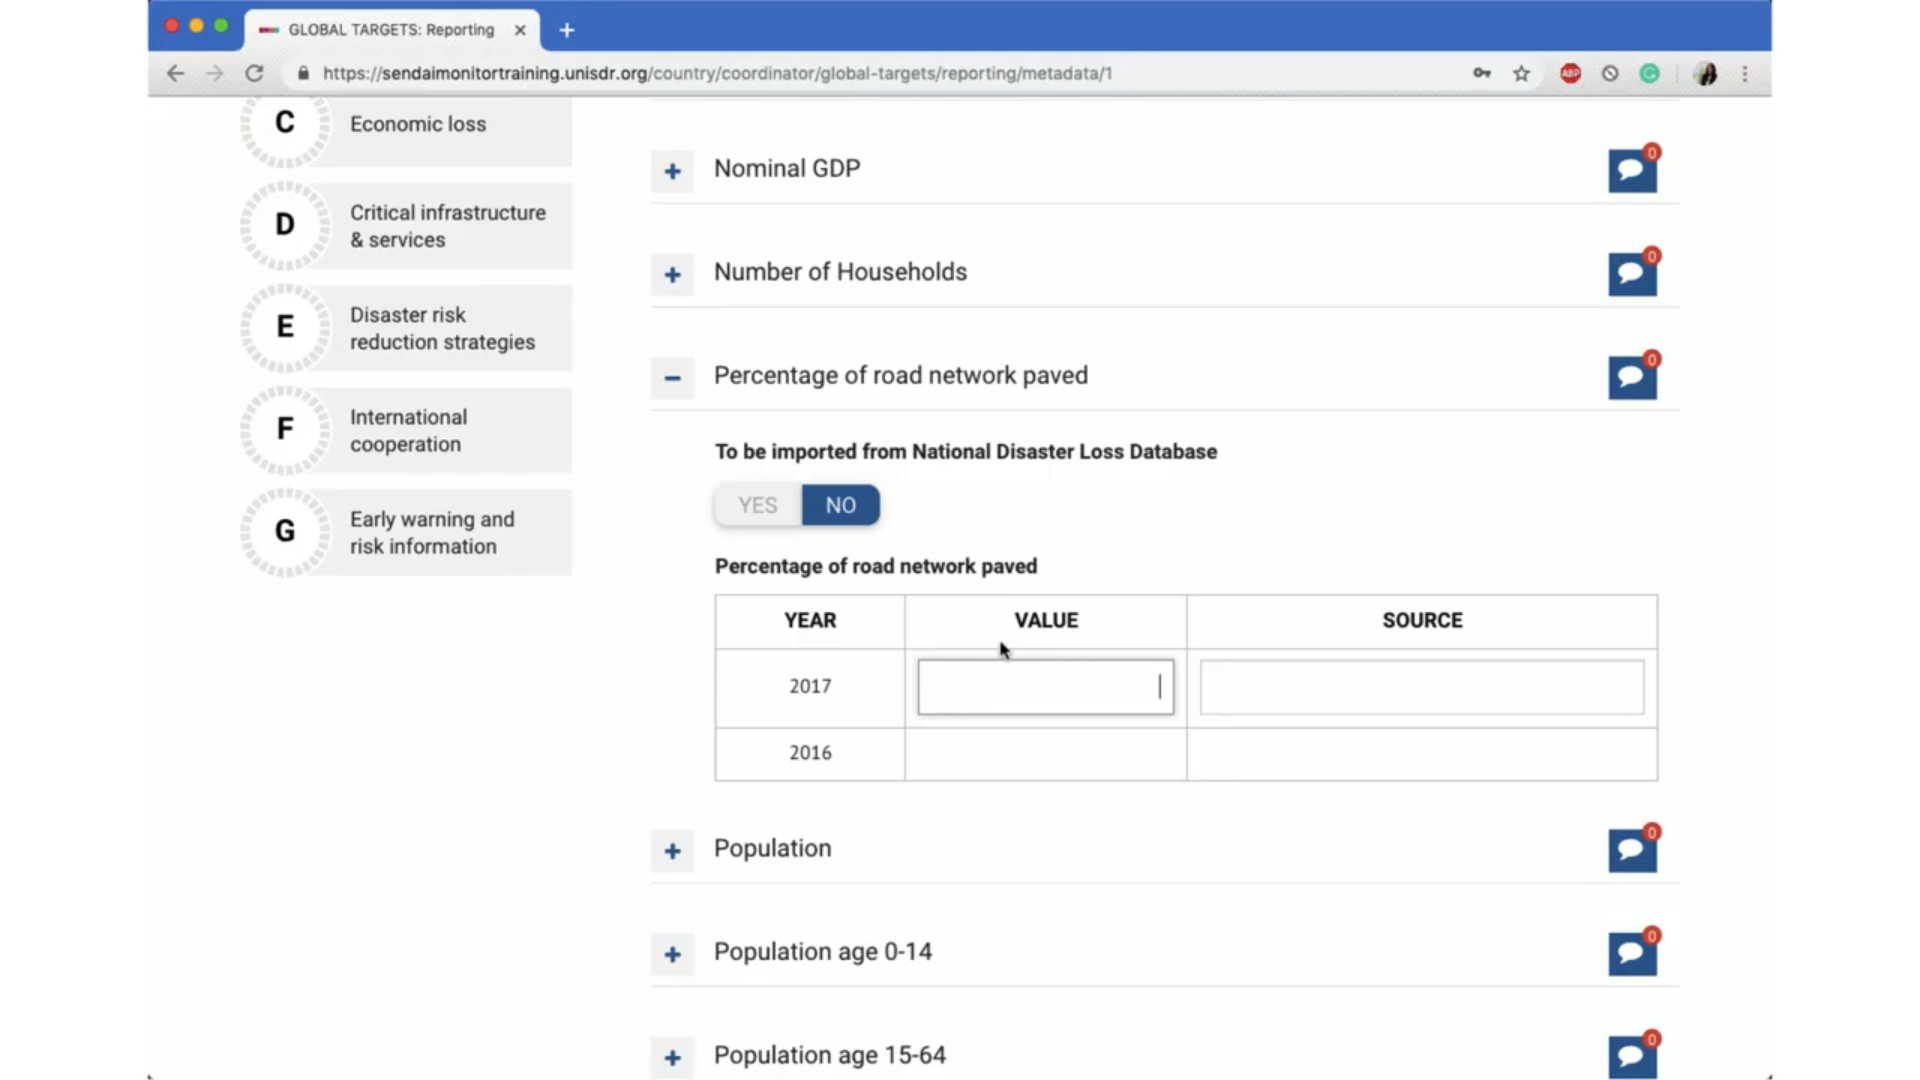 GLOBAL TARGETS: Reporting
https://sendaimonitortraining.unisdr.org/country/coordinator/global-targets/reporting/metadata/1
ABP
C
Economic loss
D
Critical infrastructure
& services
E
Disaster risk
reduction strategies
F
International
cooperation
G
Early warning and
risk information
Nominal GDP
0
Number of Households
0
Percentage of road network paved
0
To be imported from National Disaster Loss Database
YES NO
Percentage of road network paved
YEAR VALUE SOURCE
2017
2016
Population
0
Population age 0-14
0
Population age 15-64
0